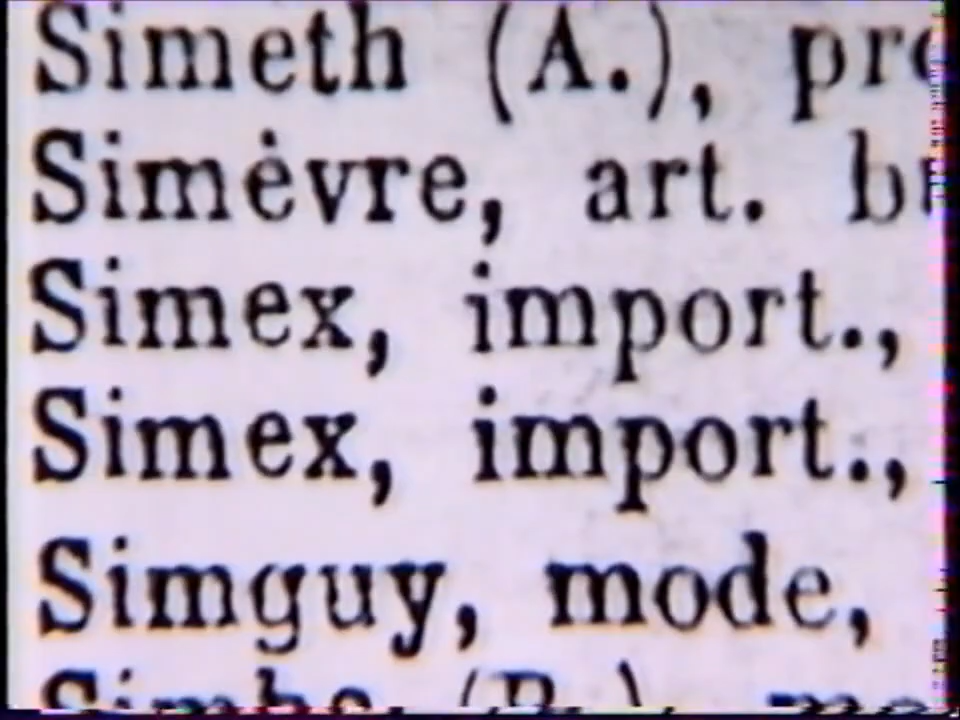 Simeth (A.), pr
Simèvre, art. b
Simex, import.,
Simex, import.,
Simguy, mode,